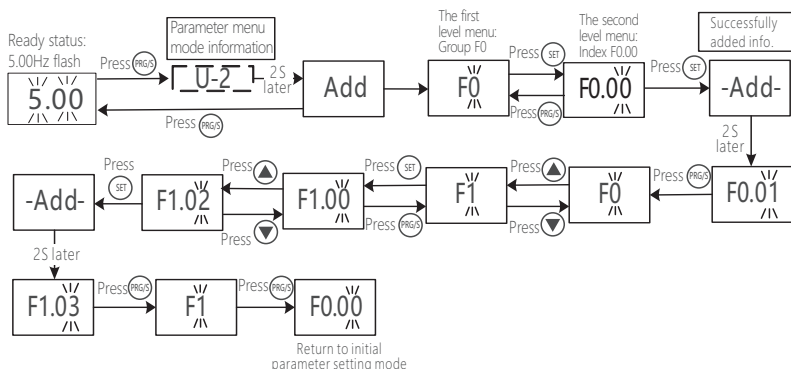 Ready status:
5.00Hz flash
5.00
Press PRG/S
Parameter menu
mode information
U-2
2S
later
Press PRG/S
Add
The first
level menu:
Group F0
F0
Press SET
Press PRG/S
The second
level menu:
Index F0.00
F0.00
Press SET
Successfully
added info.
-Add-
2S
later
F0.01
Press PRG/S
F0
Press
Press
F1
Press SET
Press PRG/S
F1.00
Press
Press
F1.02
Press
SET
-Add-
2S later
F1.03
Press PRG/S
F1
Press PRG/S
F0.00
Return to initial
parameter setting mode